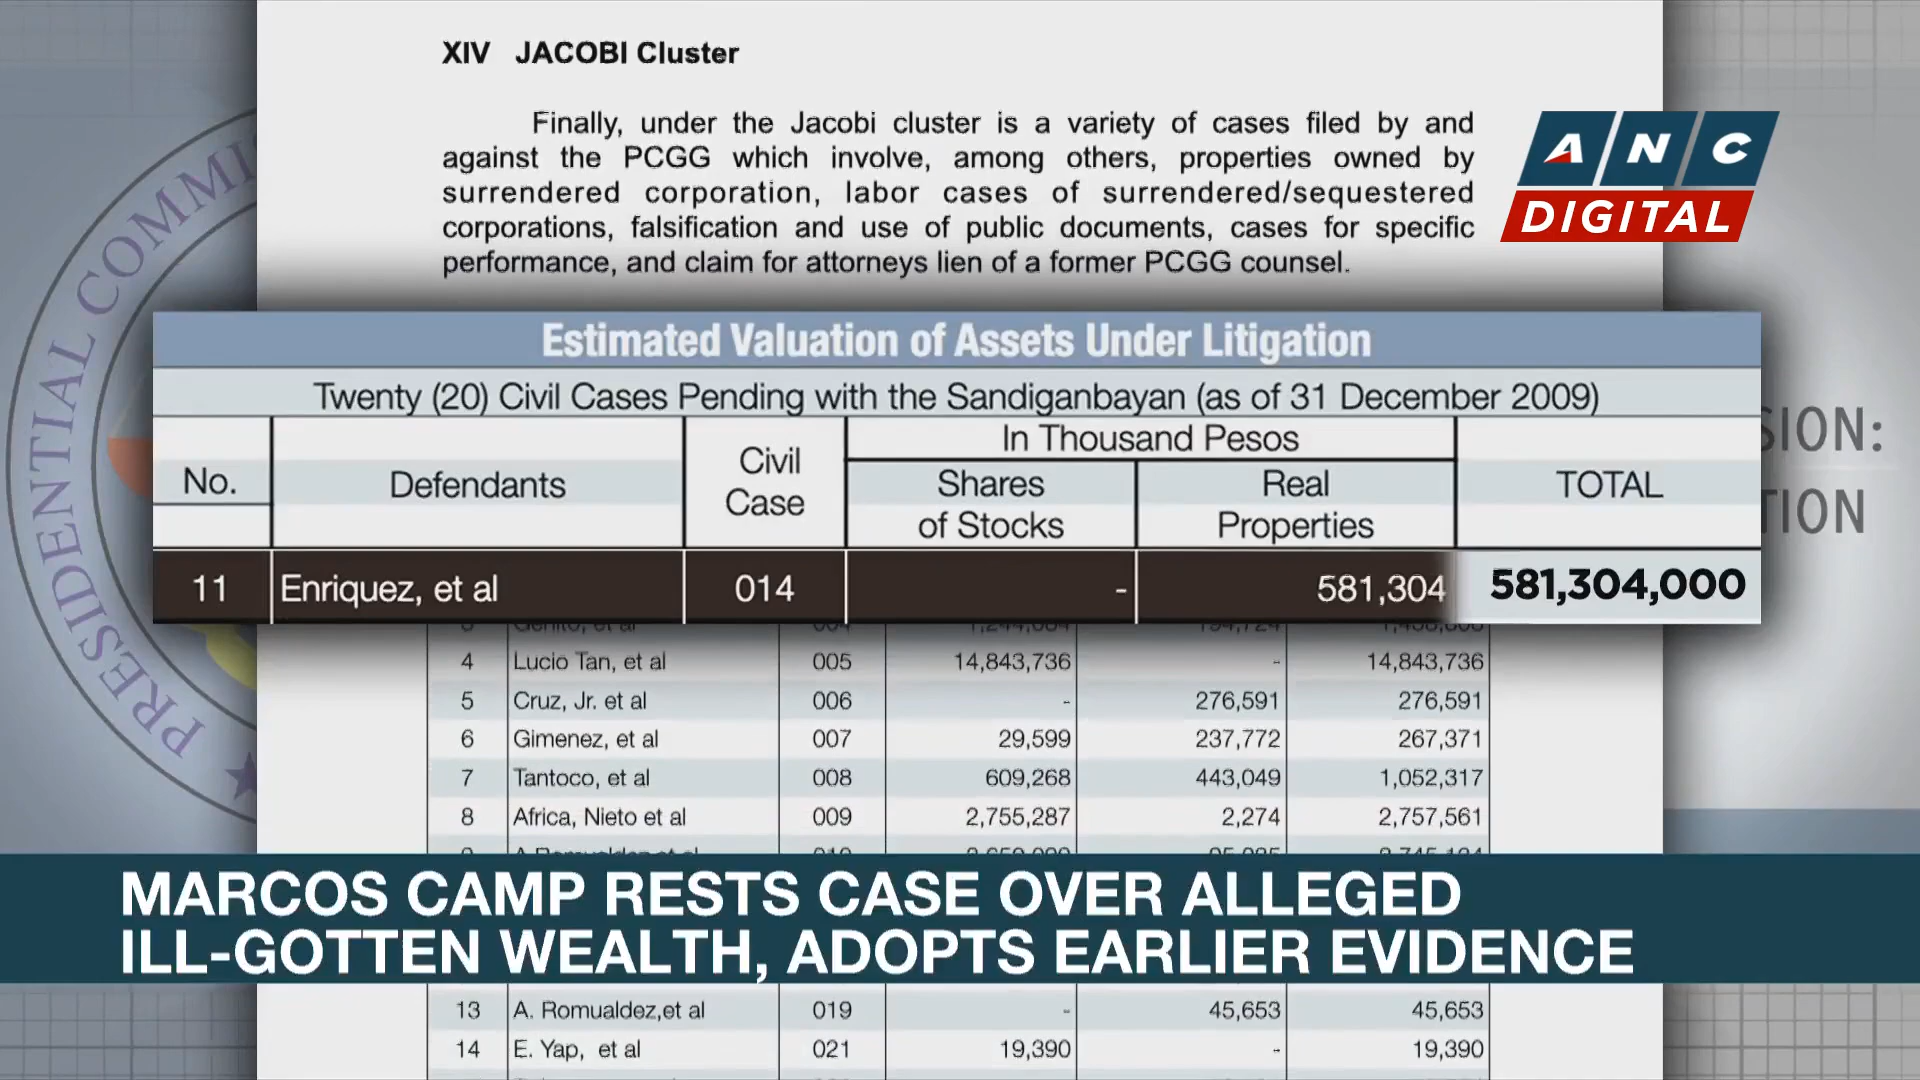 XIV JACOBI Cluster
Finally, under the Jacobi cluster is a variety of cases filed by and
against the PCGG which involve, among others, properties owned by
surrendered corporation, labor cases of surrendered/sequestered
corporations, falsification and use of public documents, cases for specific
performance, and claim for attorneys lien of a former PCGG counsel.
ANC
DIGITAL
PRESIDENTIAL
Estimated Valuation of Assets Under Litigation
Twenty (20) Civil Cases Pending with the Sandiganbayan (as of 31 December 2009)
In Thousand Pesos
No. Defendants Civil Case Shares of Stocks Real Properties TOTAL
11 Enriquez, et al 014 - 581,304 581,304,000
4 Lucio Tan, et al 005 14,843,736 - 14,843,736
5 Cruz, Jr. et al 006 - 276,591 276,591
6 Gimenez, et al 007 29,599 237,772 267,371
7 Tantoco, et al 008 609,268 443,049 1,052,317
8 Africa, Nieto et al 009 2,755,287 2,274 2,757,561
MARCOS CAMP RESTS CASE OVER ALLEGED
ILL-GOTTEN WEALTH, ADOPTS EARLIER EVIDENCE
13 A. Romualdez,et al 019 - 45,653 45,653
14 E. Yap, et al 021 19,390 - 19,390